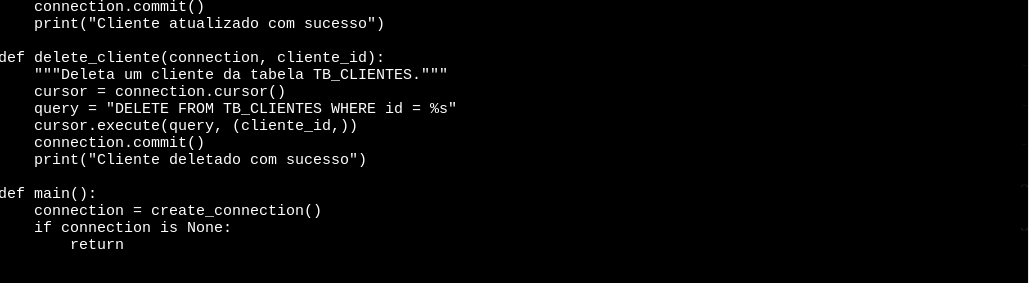 connection.commit()
    print("Cliente atualizado com sucesso")

def delete_cliente(connection, cliente_id):
    """Deleta um cliente da tabela TB_CLIENTES."""
    cursor = connection.cursor()
    query = "DELETE FROM TB_CLIENTES WHERE id = %s"
    cursor.execute(query, (cliente_id,))
    connection.commit()
    print("Cliente deletado com sucesso")

def main():
    connection = create_connection()
    if connection is None:
        return